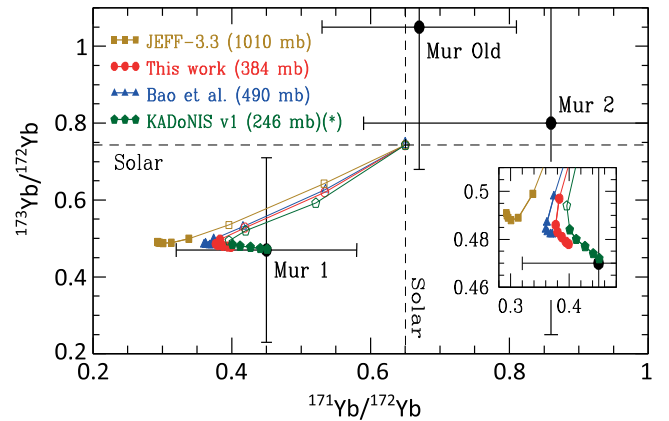 1
0.8
0.6
0.4
0.2
¹⁷³Yb/¹⁷²Yb
JEFF-3.3 (1010 mb)
This work (384 mb)
Bao et al. (490 mb)
KADoNIS v1 (246 mb)(*)
Mur Old
Mur 2
Solar
Mur 1
Solar
0.5
0.48
0.46
0.3
0.4
0.2
0.4
0.6
0.8
1
¹⁷¹Yb/¹⁷²Yb